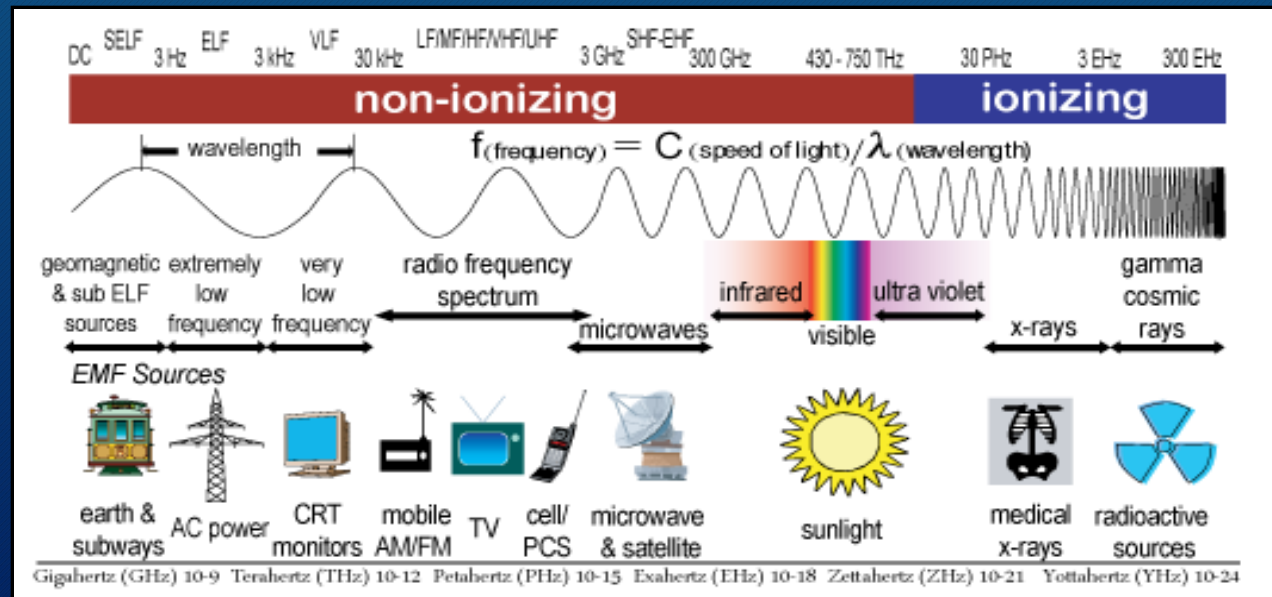 DC SELF 3 Hz ELF 3 kHz VLF 30 kHz LF/MF/HF/VHF/UHF 3 GHz SHF-EHF 300 GHz 430 - 750 THz 30 PHz 3 EHz 300 EHz
non-ionizing ionizing
wavelength f(frequency) = C (speed of light)/λ (wavelength)
geomagnetic
& sub ELF
sources
extremely
low
frequency
very
low
frequency
radio frequency
spectrum
microwaves
infrared
visible
ultra violet
x-rays
gamma
cosmic
rays
EMF Sources
earth &
subways
AC power
CRT
monitors
mobile
AM/FM
TV
cell/
PCS
microwave
& satellite
sunlight
medical
x-rays
radioactive
sources
Gigahertz (GHz) 10-9 Terahertz (THz) 10-12 Petahertz (PHz) 10-15 Exahertz (EHz) 10-18 Zettahertz (ZHz) 10-21 Yottahertz (YHz) 10-24